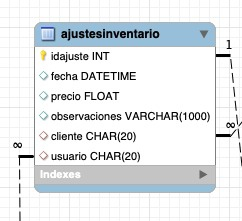 ajustesinventario
1
idajuste INT
fecha DATETIME
precio FLOAT
observaciones VARCHAR(1000)
∞
cliente CHAR(20)
∞
usuario CHAR(20)
Indexes